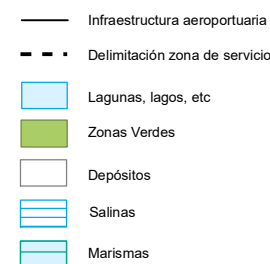 Infraestructura aeroportuaria
Delimitación zona de servicio
Lagunas, lagos, etc
Zonas Verdes
Depósitos
Salinas
Marismas